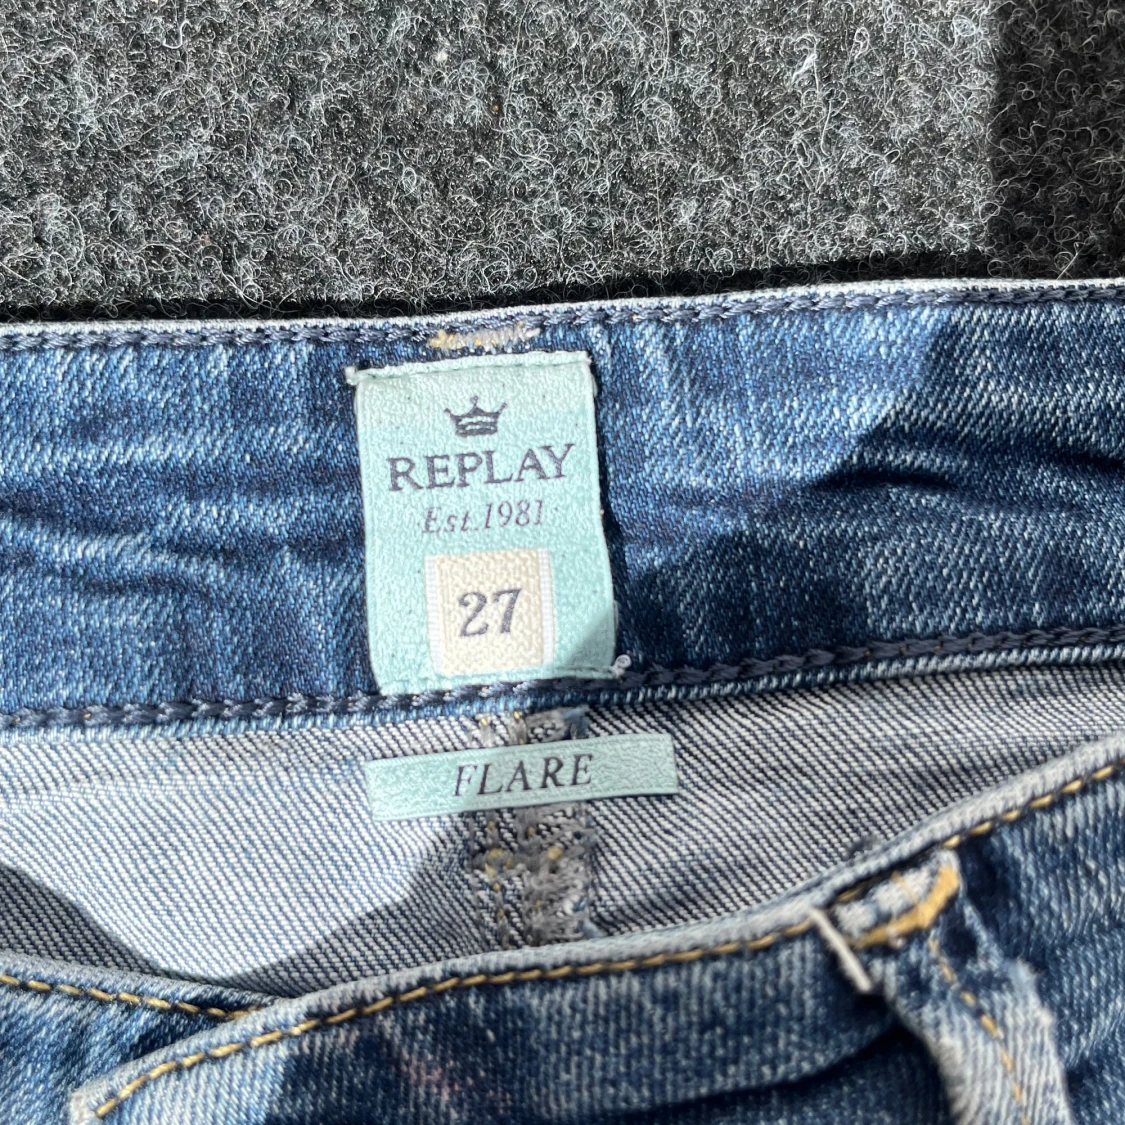 REPLAY
Est.1981
27
FLARE